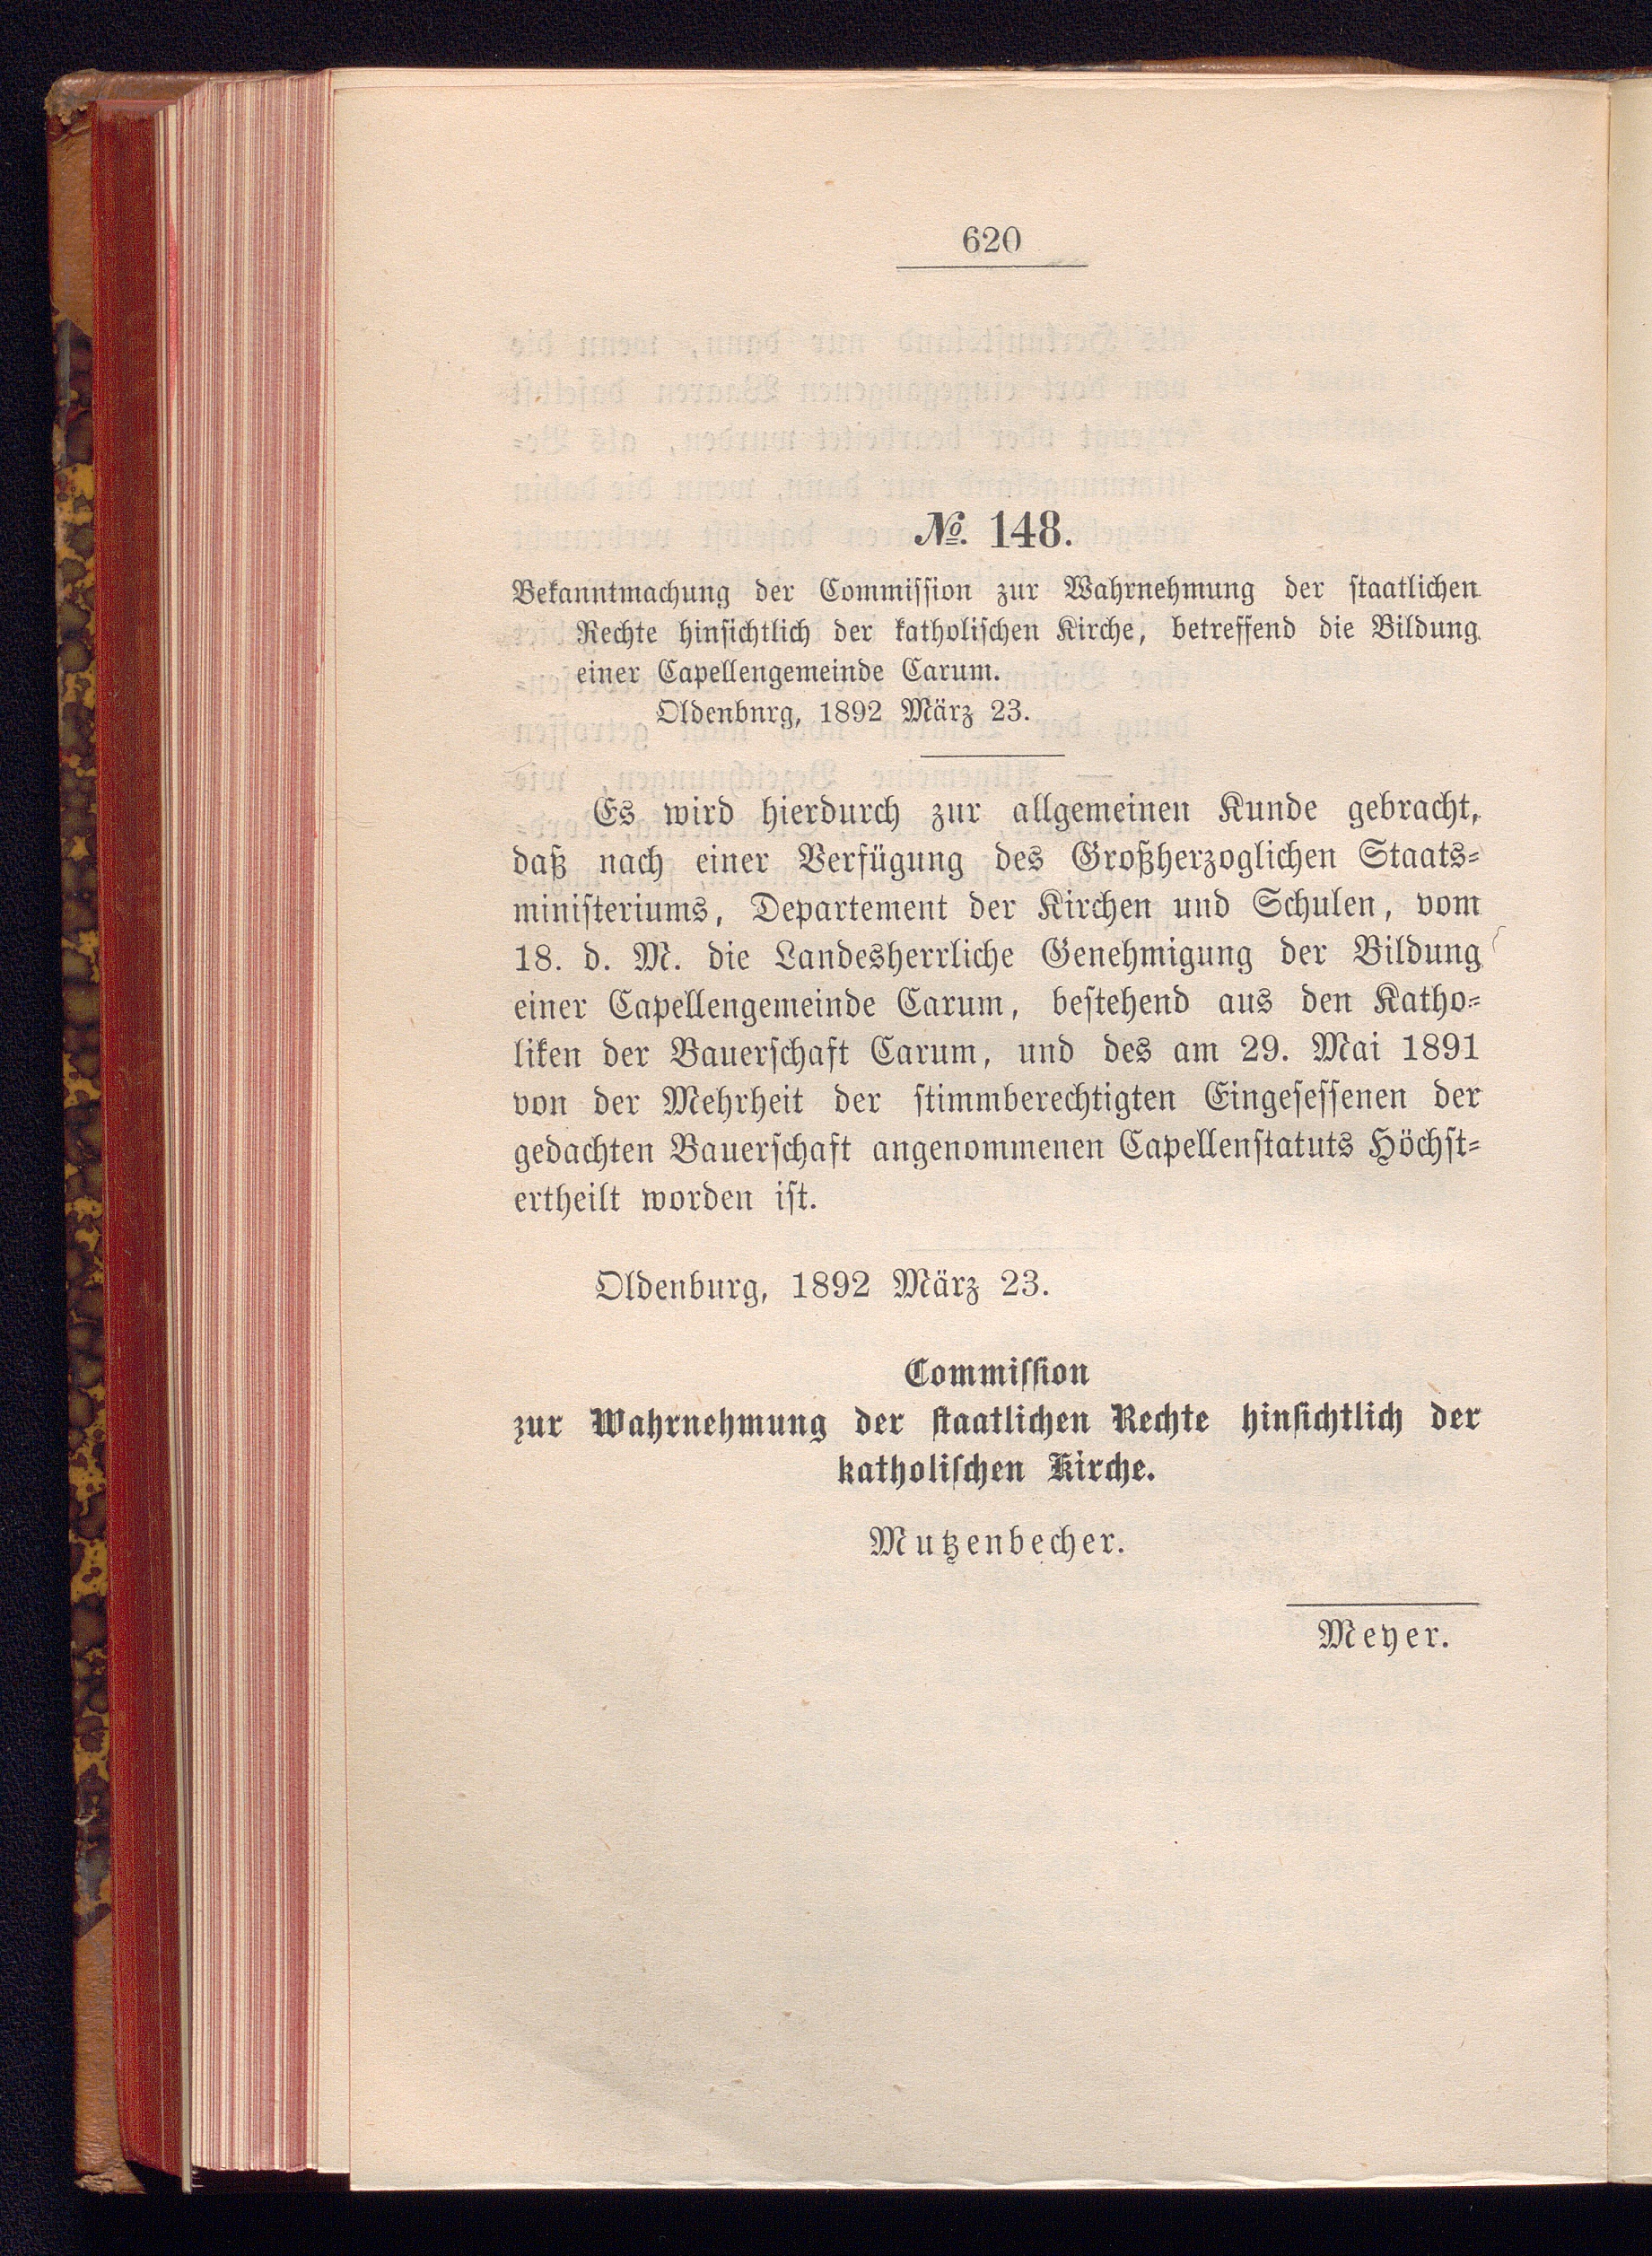 620
№. 148.
Bekanntmachung der Commission zur Wahrnehmung der staatlichen
Rechte hinsichtlich der katholischen Kirche, betreffend die Bildung
einer Capellengemeinde Carum.
Oldenbnrg, 1892 März 23.
Es wird hierdurch zur allgemeinen Kunde gebracht,
daß nach einer Verfügung des Großherzoglichen Staats-
ministeriums, Departement der Kirchen und Schulen, vom
18. d. M. die Landesherrliche Genehmigung der Bildung
einer Capellengemeinde Carum, bestehend aus den Katho-
liken der Bauerschaft Carum, und des am 29. Mai 1891
von der Mehrheit der stimmberechtigten Eingesessenen der
gedachten Bauerschaft angenommenen Capellenstatuts Höchst-
ertheilt worden ist.
Oldenburg, 1892 März 23.
Commission
zur Wahrnehmung der staatlichen Rechte hinsichtlich der
katholischen Kirche.
Mutzenbecher.
Meyer.